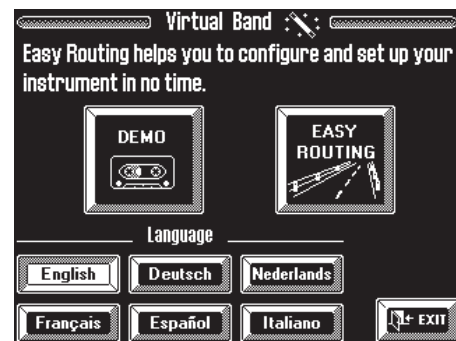 Virtual Band
Easy Routing helps you to configure and set up your
instrument in no time.
DEMO
EASY
ROUTING
Language
English Deutsch Nederlands
Français Español Italiano
EXIT